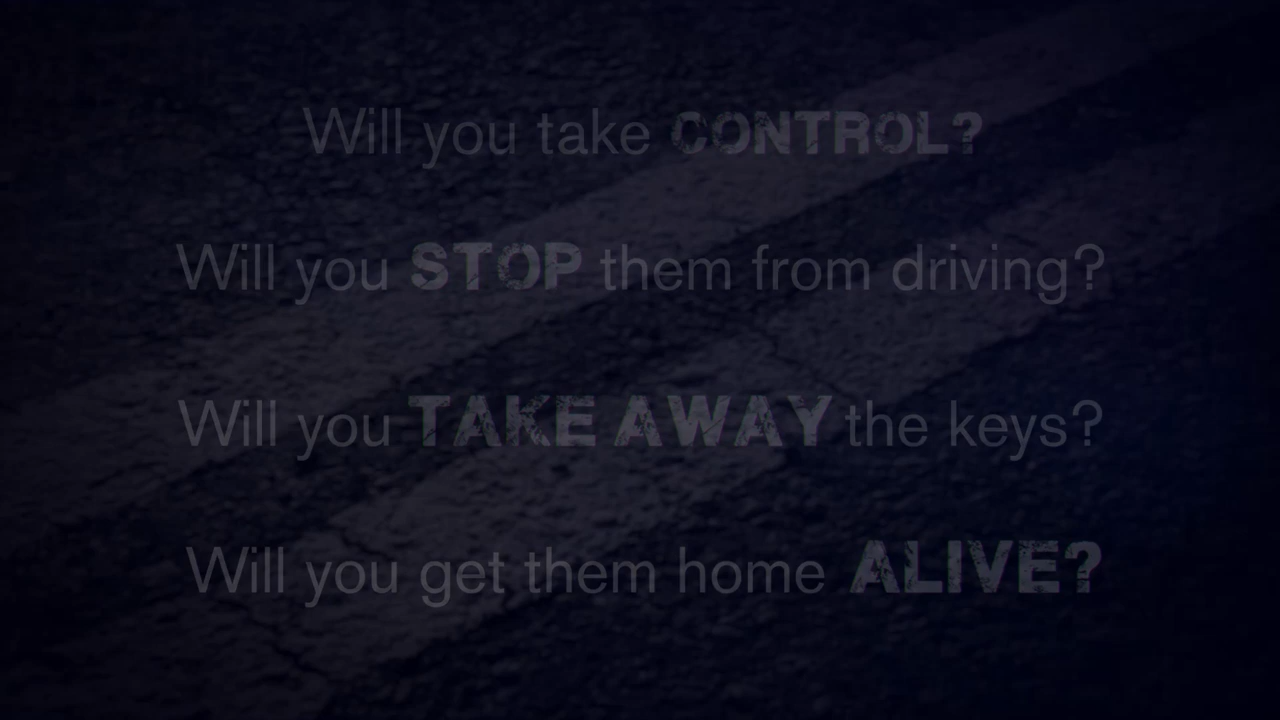 Will you take CONTROL?
Will you STOP them from driving?
Will you TAKE AWAY the keys?
Will you get them home ALIVE?